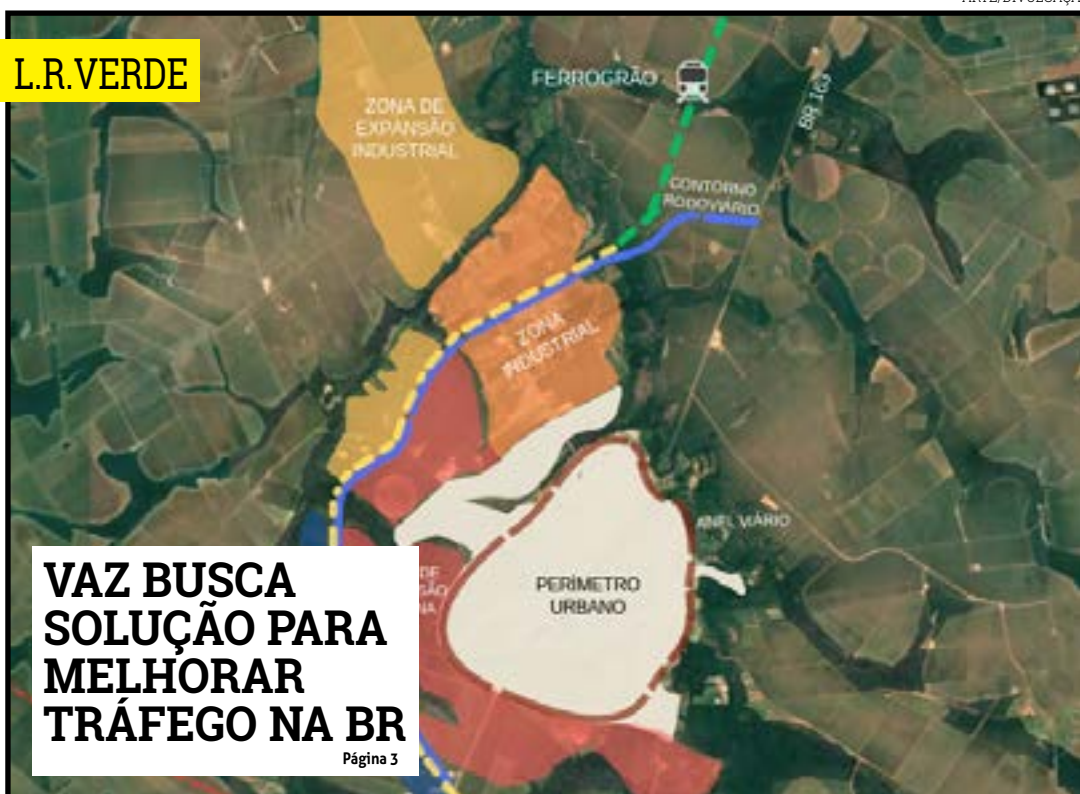 L.R.VERDE
FERROGRÃO
BR 163
ZONA DE
EXPANSÃO
INDUSTRIAL
CONTORNO
RODOVIÁRIO
ZONA
INDUSTRIAL
ANEL VIÁRIO
PERÍMETRO
URBANO
DE
VAZ BUSCA
SOLUÇÃO PARA
MELHORAR
TRÁFEGO NA BR
Página 3